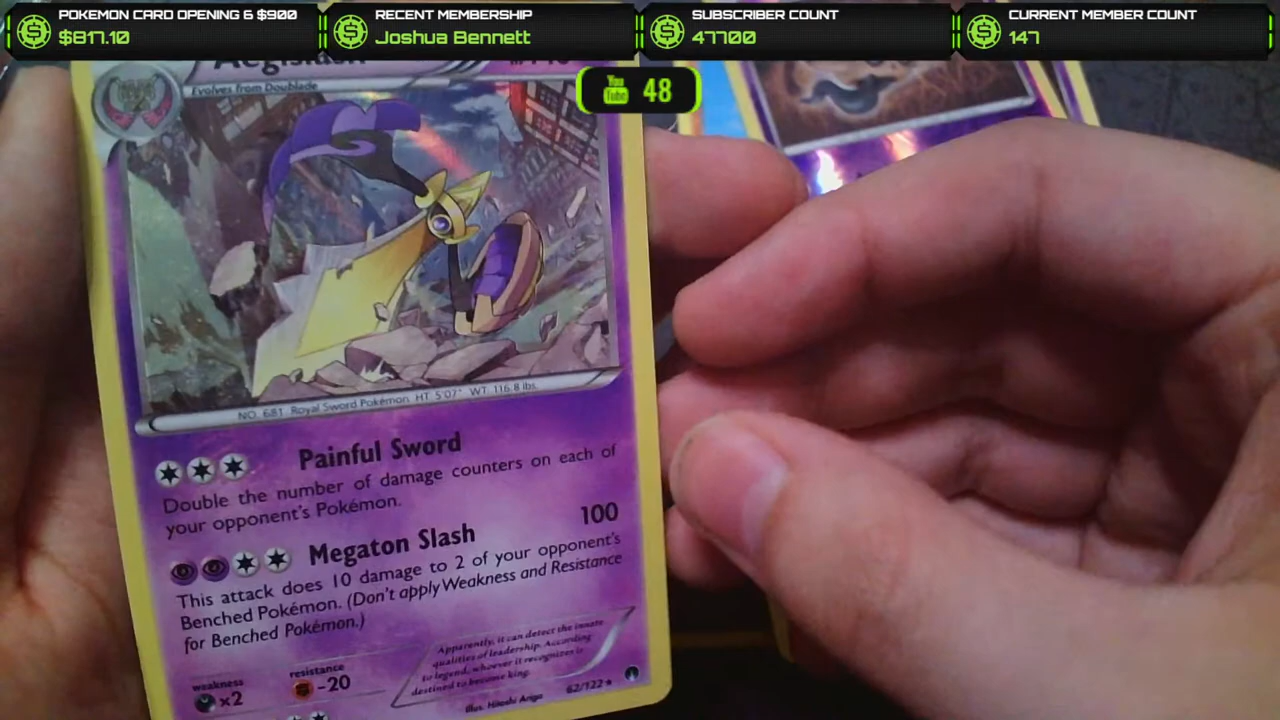 POKEMON CARD OPENING 6 $900
$817.10
RECENT MEMBERSHIP
Joshua Bennett
SUBSCRIBER COUNT
47700
CURRENT MEMBER COUNT
147
You Tube 48
Evolves from Doublade
NO. 681 Royal Sword Pokémon HT 5'07" WT 116.8 lbs.
Painful Sword
Double the number of damage counters on each of
your opponent's Pokémon.
Megaton Slash 100
This attack does 10 damage to 2 of your opponent's
Benched Pokémon. (Don't apply Weakness and Resistance
for Benched Pokémon.)
weakness
×2
resistance
-20
Apparently, it can detect the innate
qualities of leadership. According
to legend, whoever it recognizes is
destined to become king.
Illus. Hitoshi Ariga
62/122